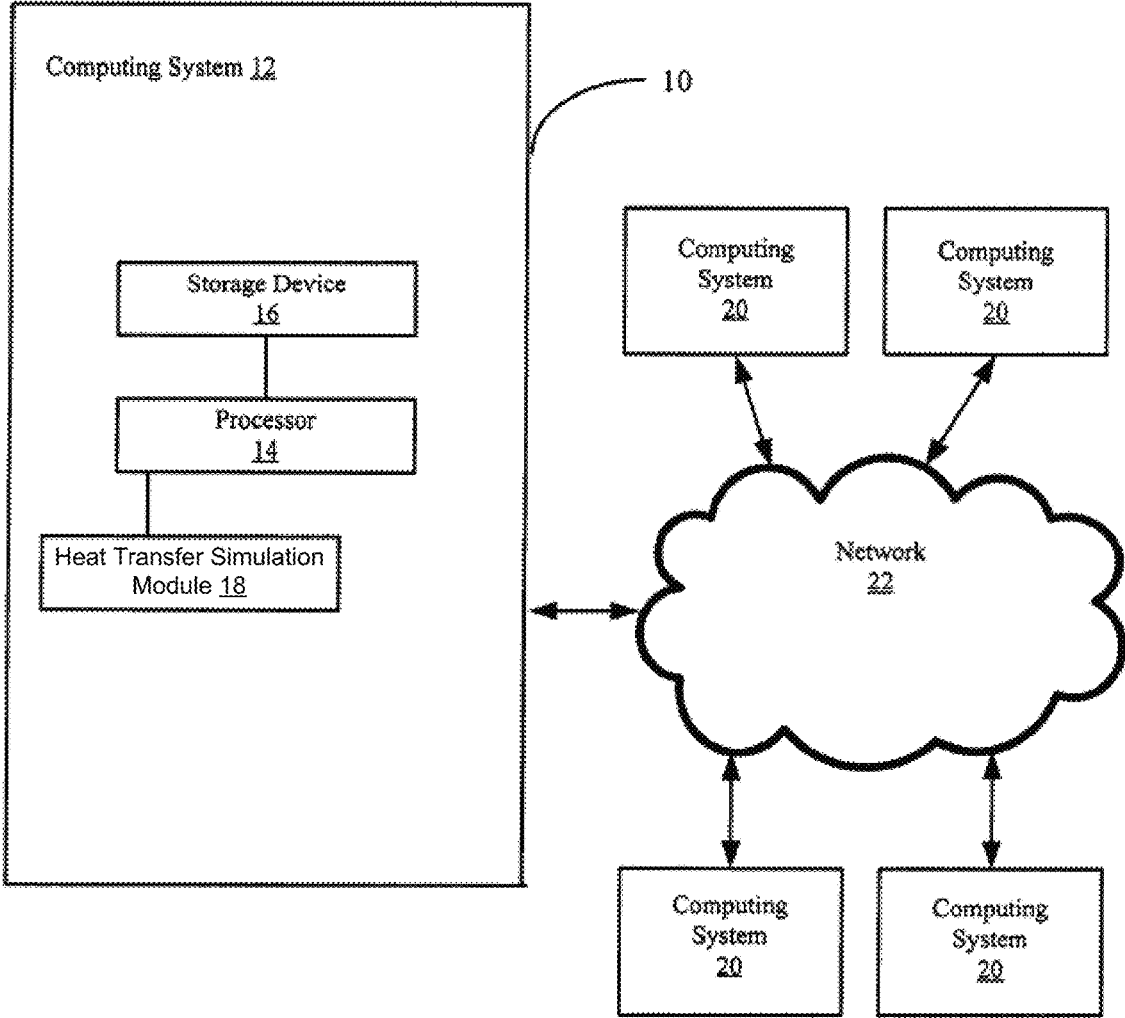 Computing System 12
10
Storage Device
16
Processor
14
Heat Transfer Simulation
Module 18
Computing
System
20
Computing
System
20
Network
22
Computing
System
20
Computing
System
20